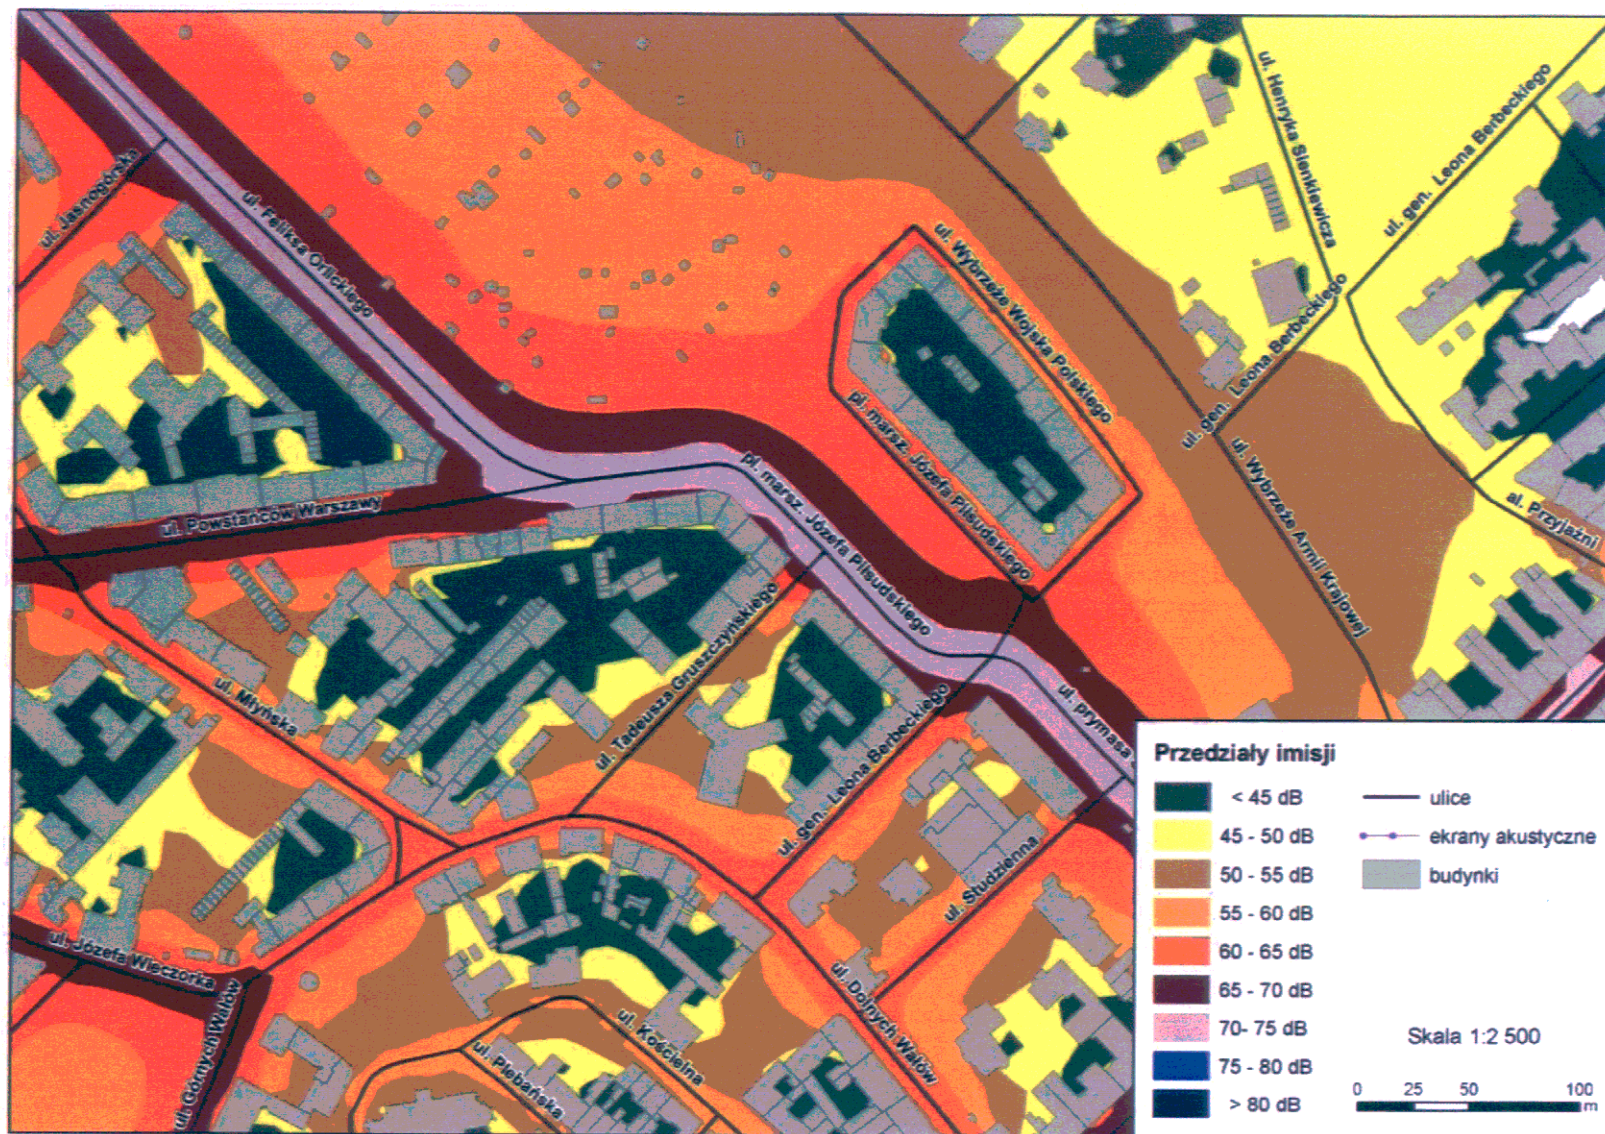 ul. Jasnogórska
ul. Feliksa Orlickiego
ul. Powstańców Warszawy
ul. Młyńska
ul. Józefa Wieczorka
ul. Górnych Wałów
ul. Plebańska
ul. Kościelna
ul. Dolnych Wałów
ul. Studzienna
ul. gen. Leona Berbeckiego
ul. Tadeusza Gruszczyńskiego
pl. marsz. Józefa Piłsudskiego
ul. prymasa
pl. marsz. Józefa Piłsudskiego
ul. Wybrzeże Wojska Polskiego
ul. Henryka Sienkiewicza
ul. gen. Leona Berbeckiego
ul. gen. Leona Berbeckiego
ul. Wybrzeże Armii Krajowej
al. Przyjaźni
Przedziały imisji
< 45 dB
45 - 50 dB
50 - 55 dB
55 - 60 dB
60 - 65 dB
65 - 70 dB
70- 75 dB
75 - 80 dB
> 80 dB
ulice
ekrany akustyczne
budynki
Skala 1:2 500
0 25 50 100
m